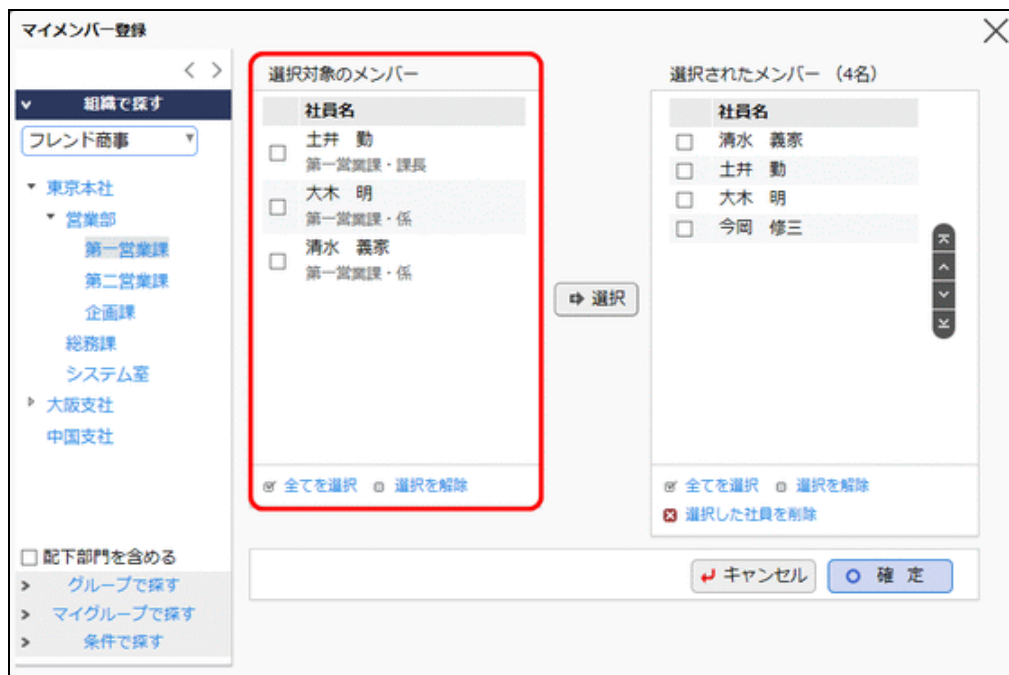 マイメンバー登録
組織で探す
フレンド商事
東京本社
営業部
第一営業課
第二営業課
企画課
総務課
システム室
大阪支社
中国支社
配下部門を含める
グループで探す
マイグループで探す
条件で探す
選択対象のメンバー
社員名
土井 勤
第一営業課・課長
大木 明
第一営業課・係
清水 義家
第一営業課・係
全てを選択 選択を解除
選択
選択されたメンバー (4名)
社員名
清水 義家
土井 勤
大木 明
今岡 修三
全てを選択 選択を解除
選択した社員を削除
キャンセル 確 定